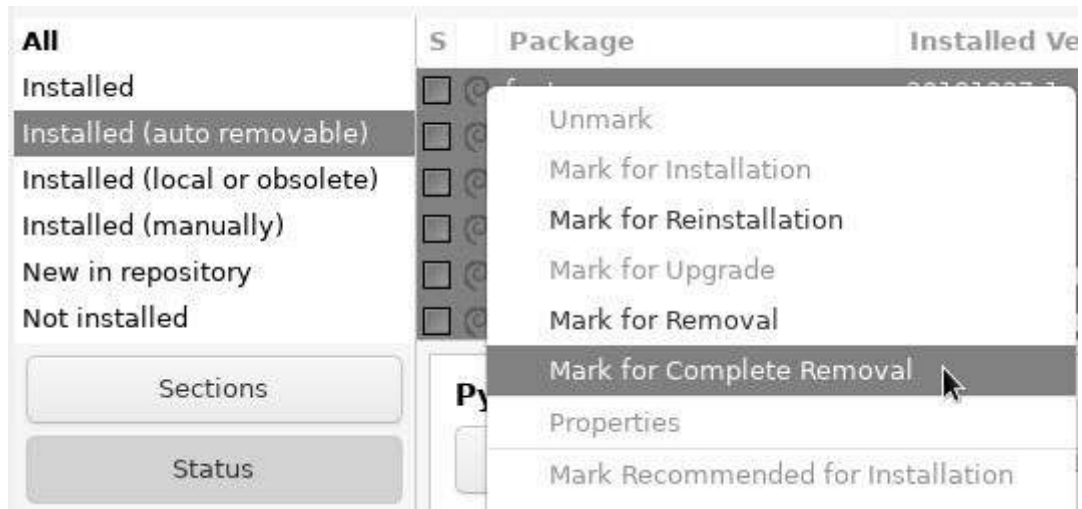 All
Installed
Installed (auto removable)
Installed (local or obsolete)
Installed (manually)
New in repository
Not installed
Sections
Status
S Package Installed Ve
Unmark
Mark for Installation
Mark for Reinstallation
Mark for Upgrade
Mark for Removal
Mark for Complete Removal
Properties
Mark Recommended for Installation
Py